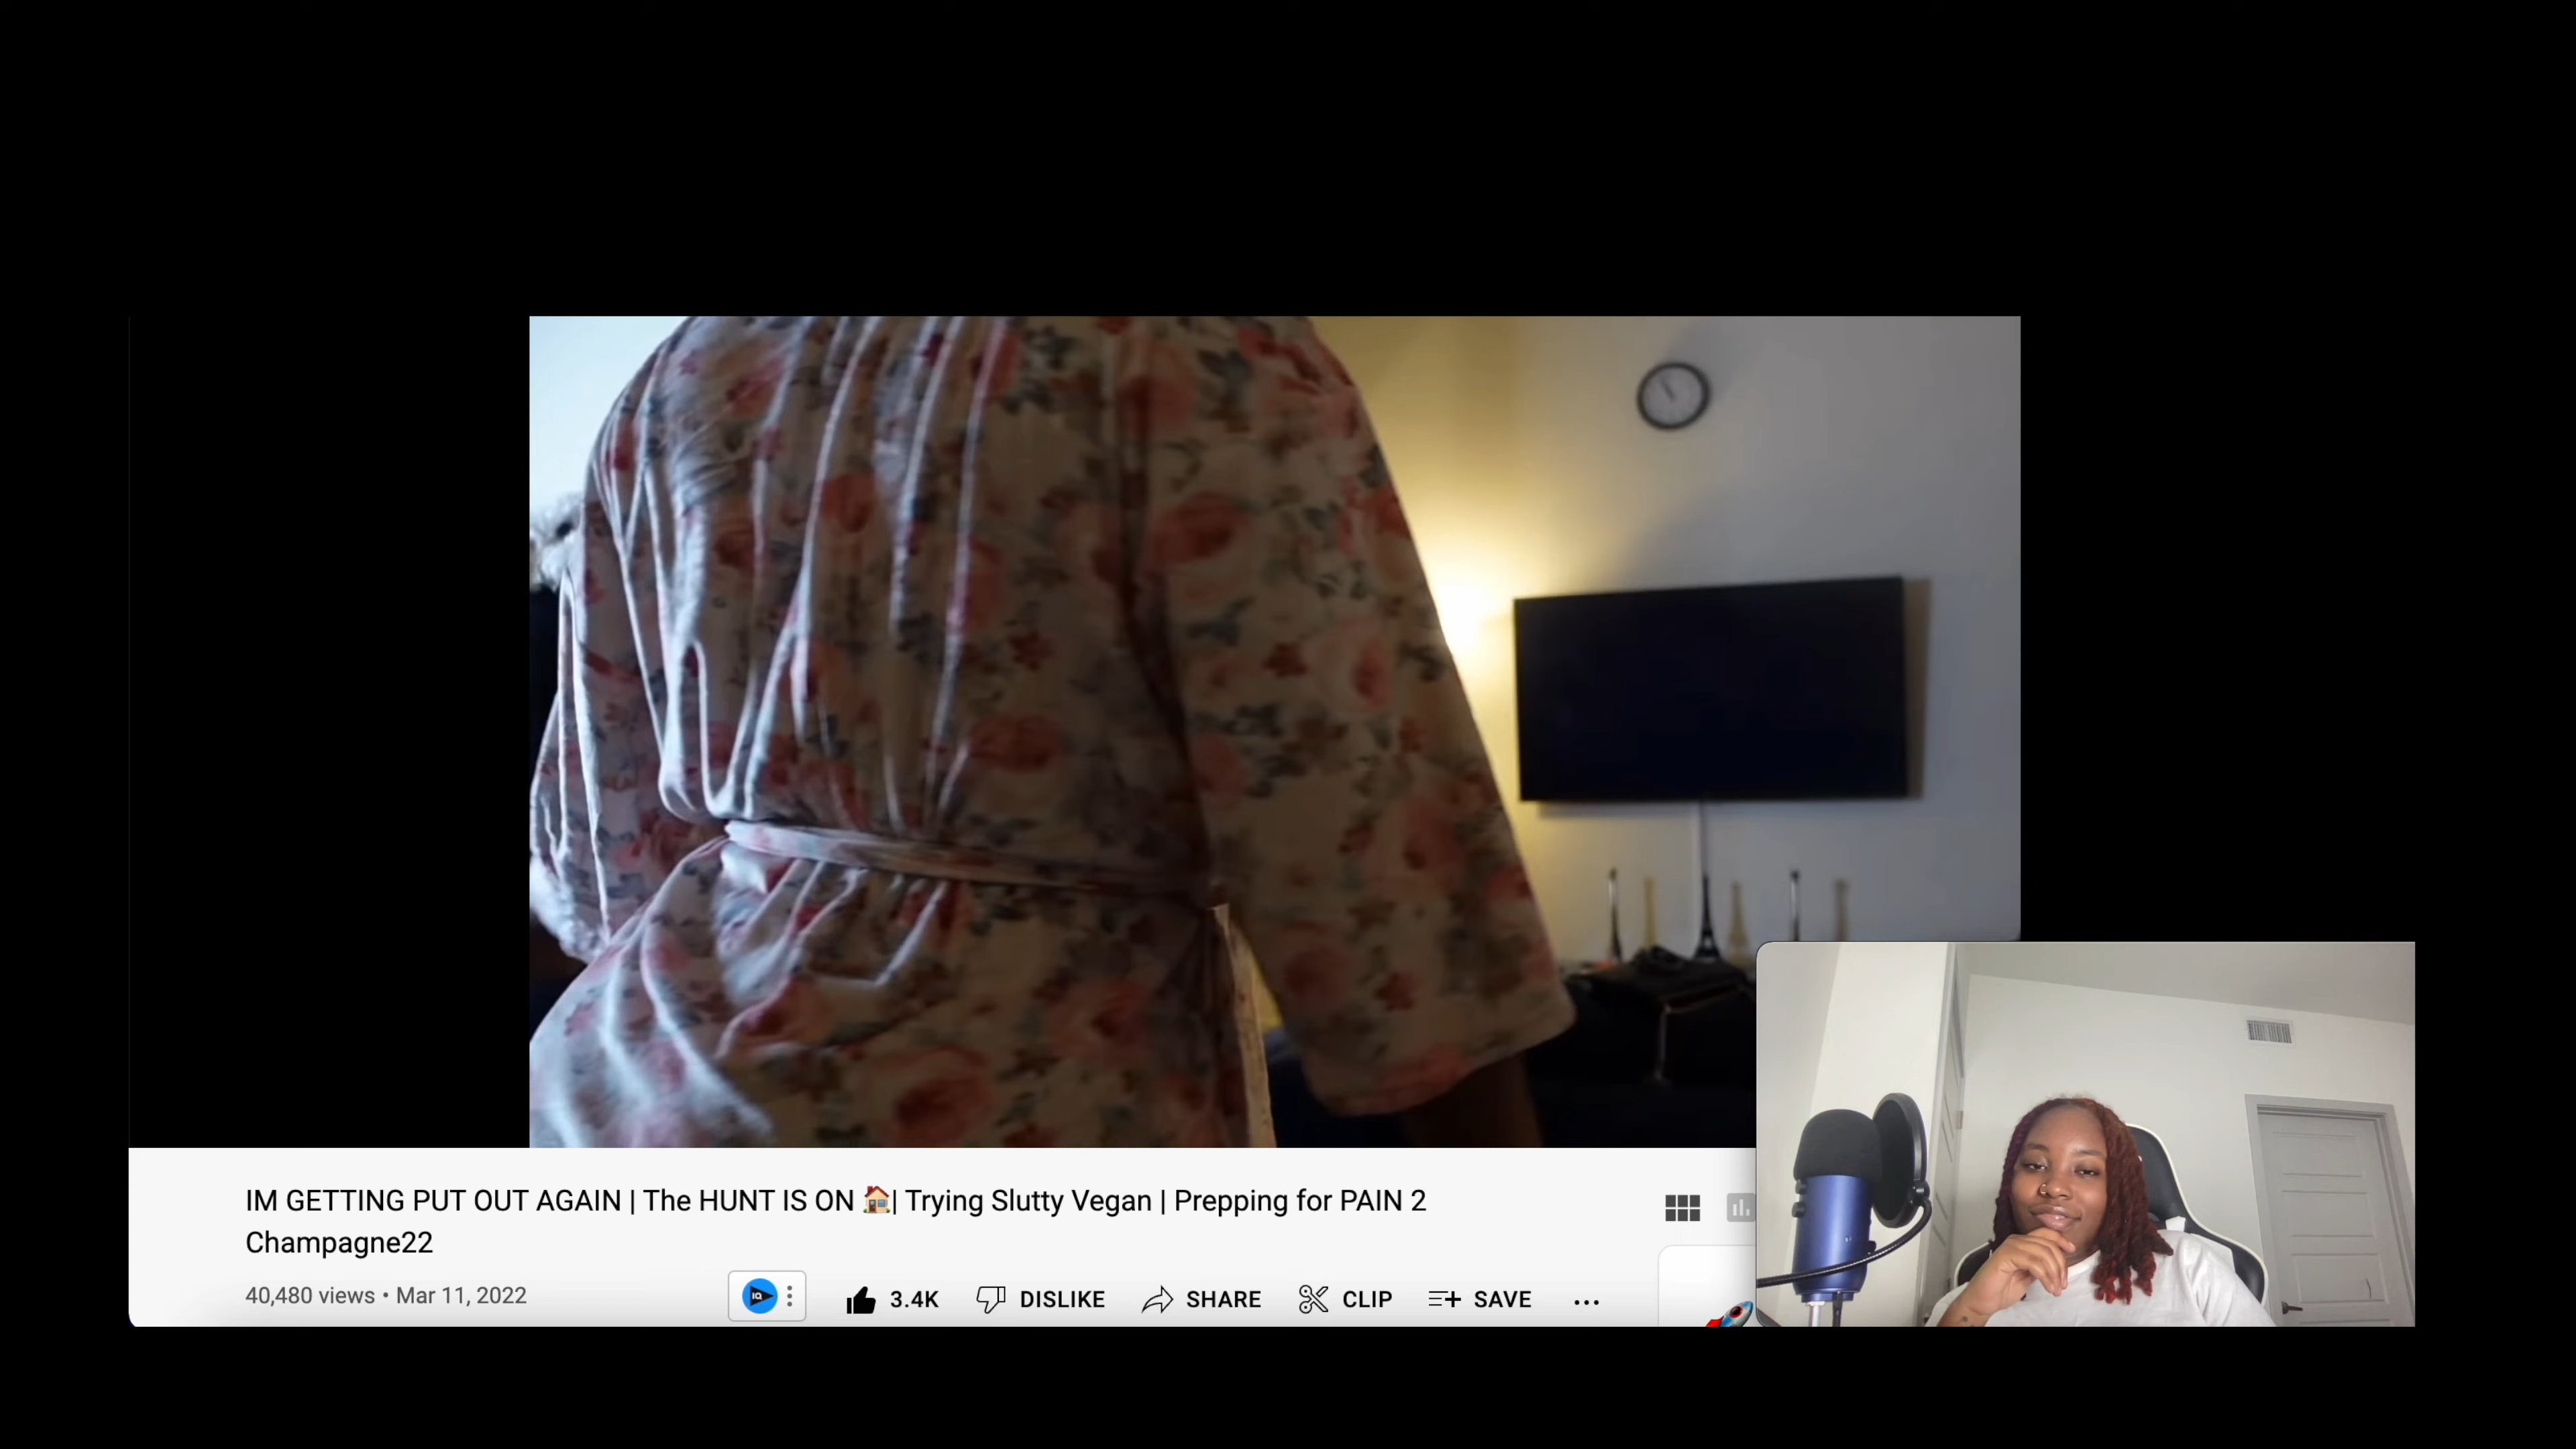 IM GETTING PUT OUT AGAIN | The HUNT IS ON 🏠| Trying Slutty Vegan | Prepping for PAIN 2
Champagne22
40,480 views • Mar 11, 2022
IQ
3.4K
DISLIKE
SHARE
CLIP
SAVE